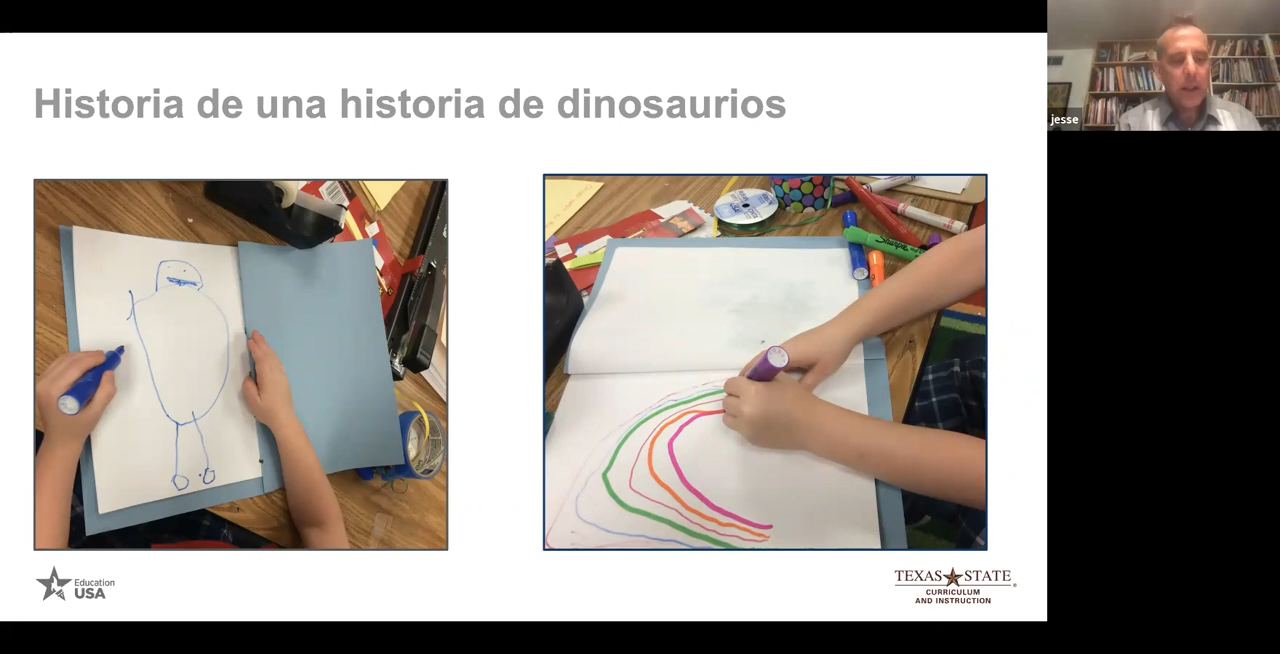 Historia de una historia de dinosaurios
jesse
Sharpie
Education
USA
TEXAS STATE
CURRICULUM
AND INSTRUCTION